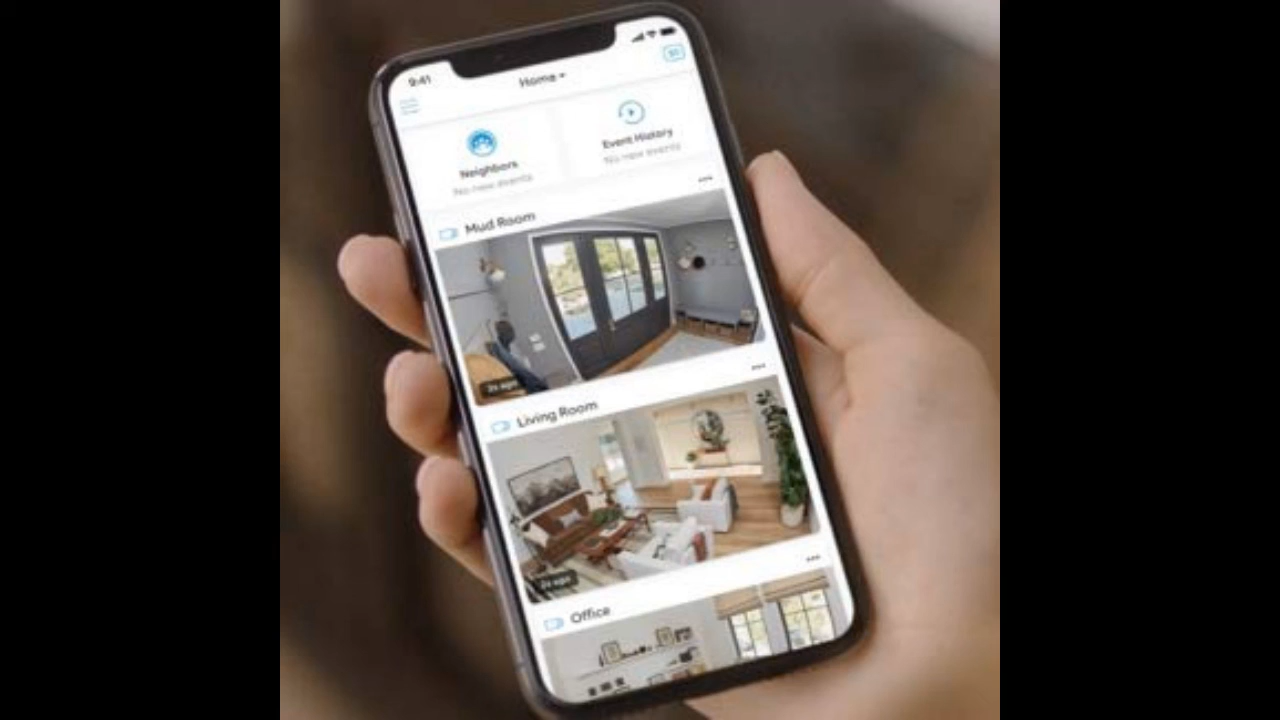 9:41
Home
Neighbors
No new events
Event History
No new events
Mud Room
Living Room
Office